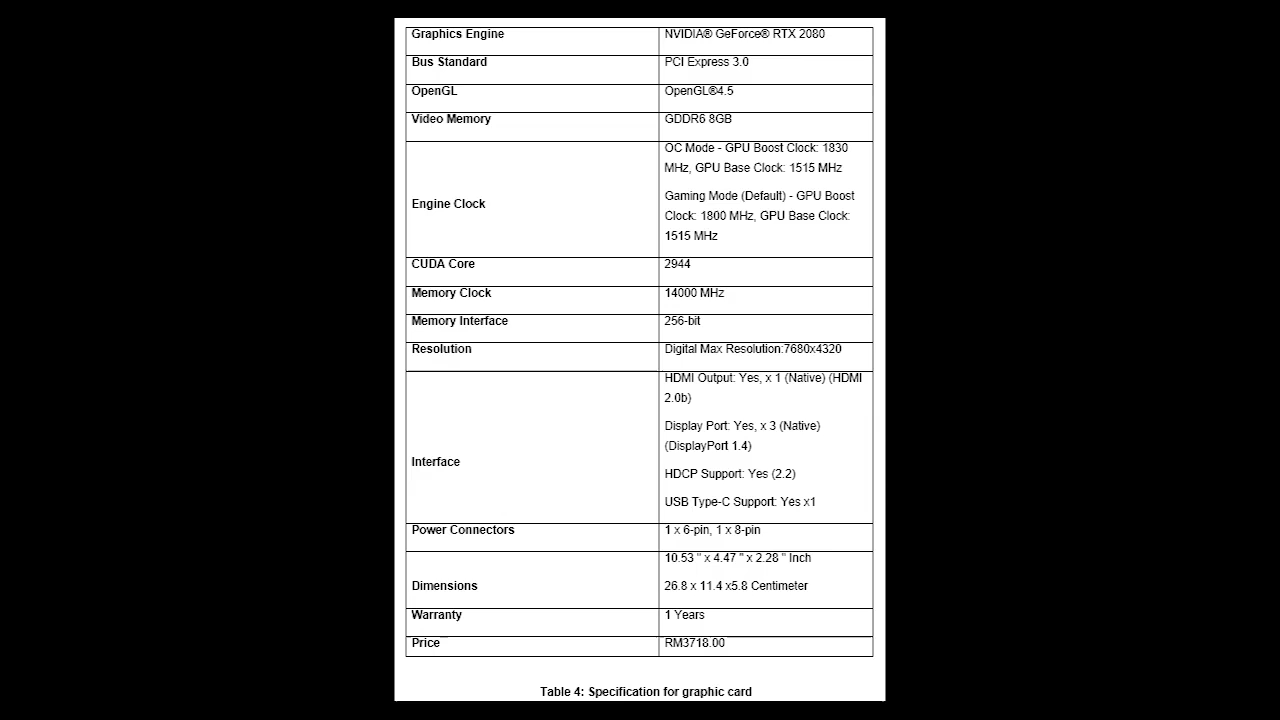 Graphics Engine NVIDIA® GeForce® RTX 2080
Bus Standard PCI Express 3.0
OpenGL OpenGL®4.5
Video Memory GDDR6 8GB
Engine Clock
OC Mode - GPU Boost Clock: 1830
MHz, GPU Base Clock: 1515 MHz
Gaming Mode (Default) - GPU Boost
Clock: 1800 MHz, GPU Base Clock:
1515 MHz
CUDA Core 2944
Memory Clock 14000 MHz
Memory Interface 256-bit
Resolution Digital Max Resolution:7680x4320
Interface
HDMI Output: Yes, x 1 (Native) (HDMI
2.0b)
Display Port: Yes, x 3 (Native)
(DisplayPort 1.4)
HDCP Support: Yes (2.2)
USB Type-C Support: Yes x1
Power Connectors 1 x 6-pin, 1 x 8-pin
Dimensions
10.53 " x 4.47 " x 2.28 " Inch
26.8 x 11.4 x5.8 Centimeter
Warranty 1 Years
Price RM3718.00
Table 4: Specification for graphic card